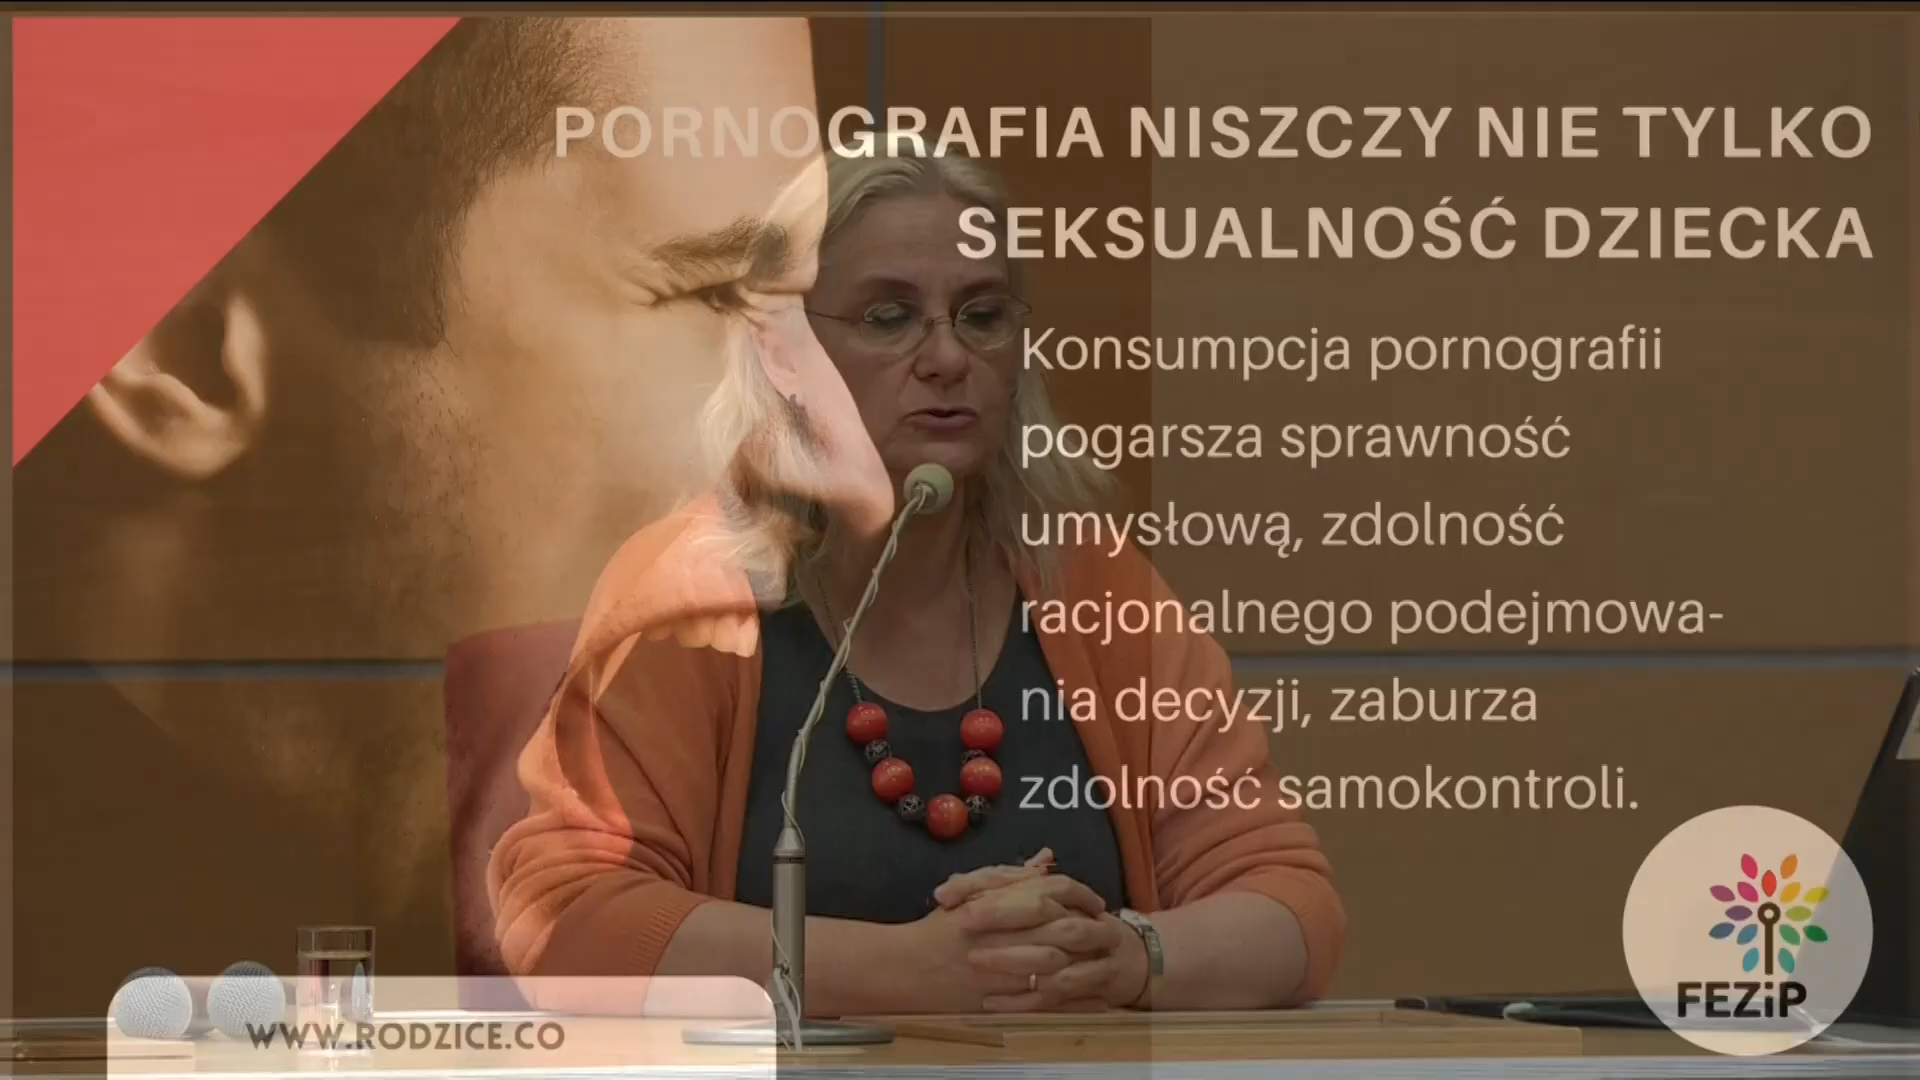 PORNOGRAFIA NISZCZY NIE TYLKO
SEKSUALNOŚĆ DZIECKA
Konsumpcja pornografii
pogarsza sprawność
umysłową, zdolność
racjonalnego podejmowa-
nia decyzji, zaburza
zdolność samokontroli.
FEZiP
WWW.RODZICE.CO